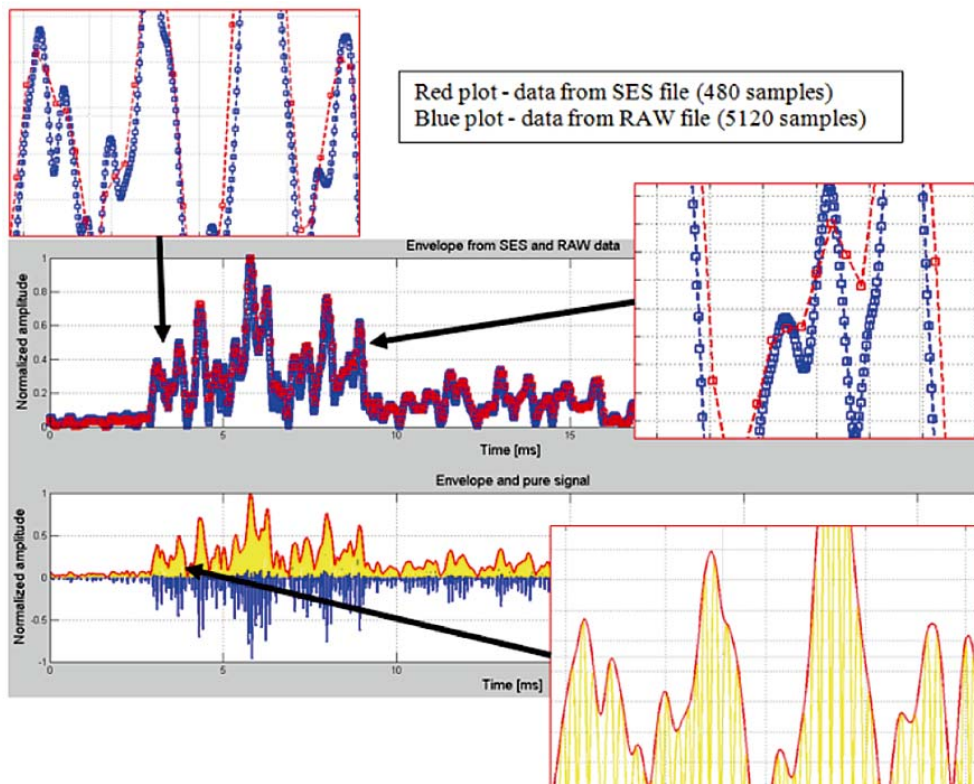 Red plot - data from SES file (480 samples)
Blue plot - data from RAW file (5120 samples)
Envelope from SES and RAW data
Normalized amplitude
1
0.8
0.6
0.4
0.2
0
0
5
10
15
Time [ms]
Envelope and pure signal
Normalized amplitude
1
0.5
0
-0.5
-1
0
5
10
Time [ms]